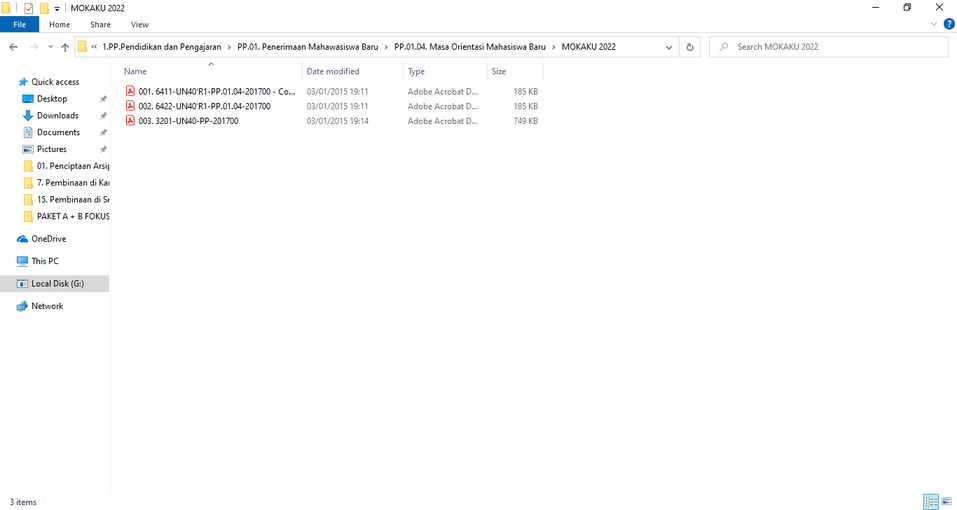 MOKAKU 2022
File Home Share View
« 1.PP.Pendidikan dan Pengajaran › PP.01. Penerimaan Mahawasiswa Baru › PP.01.04. Masa Orientasi Mahasiswa Baru › MOKAKU 2022
Search MOKAKU 2022
Quick access
Desktop
Downloads
Documents
Pictures
01. Penciptaan Arsip
7. Pembinaan di Kar
15. Pembinaan di Se
PAKET A + B FOKUS
OneDrive
This PC
Local Disk (G:)
Network
Name Date modified Type Size
001. 6411-UN40'R1-PP.01.04-201700 - Co... 03/01/2015 19:11 Adobe Acrobat D... 185 KB
002. 6422-UN40'R1-PP.01.04-201700 03/01/2015 19:11 Adobe Acrobat D... 185 KB
003. 3201-UN40-PP-201700 03/01/2015 19:14 Adobe Acrobat D... 749 KB
3 items